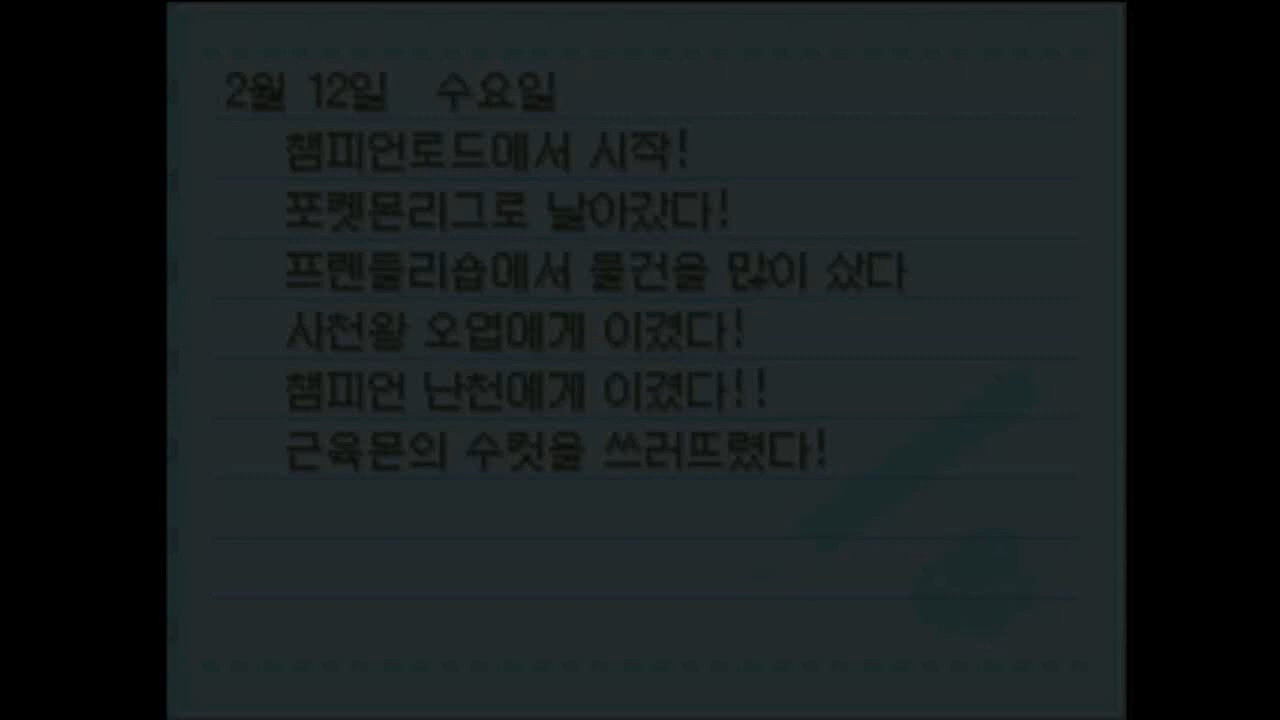 2월 12일 수요일
챔피언로드에서 시작!
포켓몬리그로 날아갔다!
프렌들리숍에서 물건을 많이 샀다
사천왕 오엽에게 이겼다!
챔피언 난천에게 이겼다!!
근육몬의 수컷을 쓰러뜨렸다!